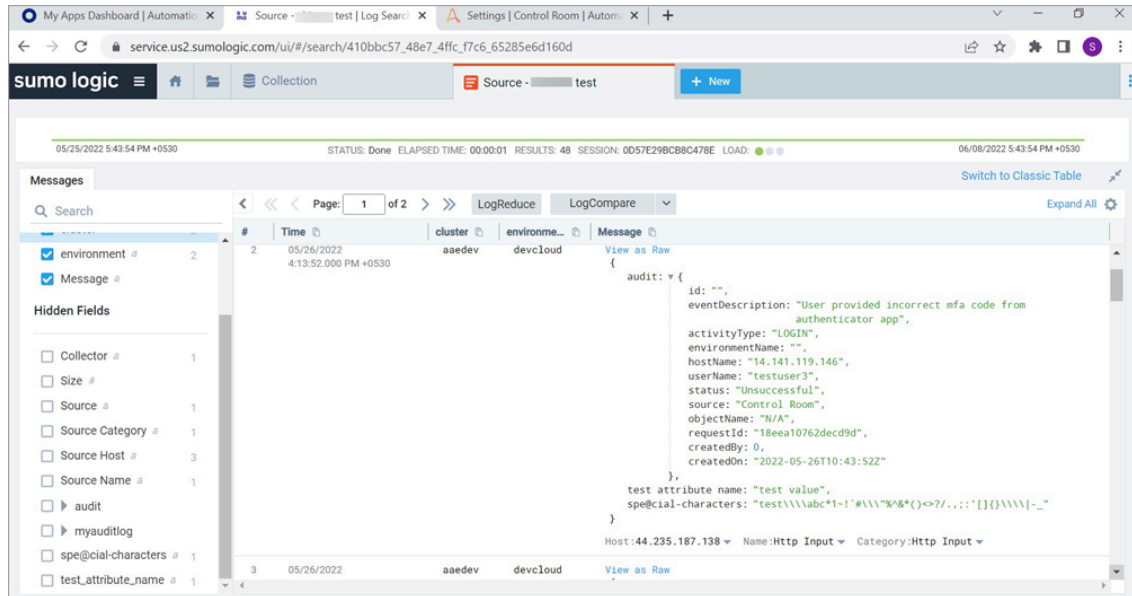 My Apps Dashboard | Automatio
Source - test | Log Search
Settings | Control Room | Autom
service.us2.sumologic.com/ui/#/search/410bbc57_48e7_4ffc_f7c6_65285e6d160d
S
sumo logic
Collection
Source - test
+ New
05/25/2022 5:43:54 PM +0530
STATUS: Done ELAPSED TIME: 00:00:01 RESULTS: 48 SESSION: 0D57E29BCB8C478E LOAD:
06/08/2022 5:43:54 PM +0530
Messages
Switch to Classic Table
Search
Page: 1 of 2
LogReduce
LogCompare
Expand All
# Time cluster environme... Message
environment a 2
Message a
Hidden Fields
Collector a 1
Size #
Source a 1
Source Category a 1
Source Host a 3
Source Name a 1
audit
myauditlog
spe@cial-characters a 1
test_attribute_name a 1
2 05/26/2022 aaedev devcloud View as Raw
4:13:52.000 PM +0530
{
audit: {
id: "",
eventDescription: "User provided incorrect mfa code from
authenticator app",
activityType: "LOGIN",
environmentName: "",
hostName: "14.141.119.146",
userName: "testuser3",
status: "Unsuccessful",
source: "Control Room",
objectName: "N/A",
requestId: "18eea10762decd9d",
createdBy: 0,
createdOn: "2022-05-26T10:43:52Z"
},
test attribute name: "test value",
spe@cial-characters: "test\\\\abc*1~!`#\\\"%^&*()<>?/.,;:'[]{}\\\\|-_"
}
Host:44.235.187.138 Name:Http Input Category:Http Input
3 05/26/2022 aaedev devcloud View as Raw